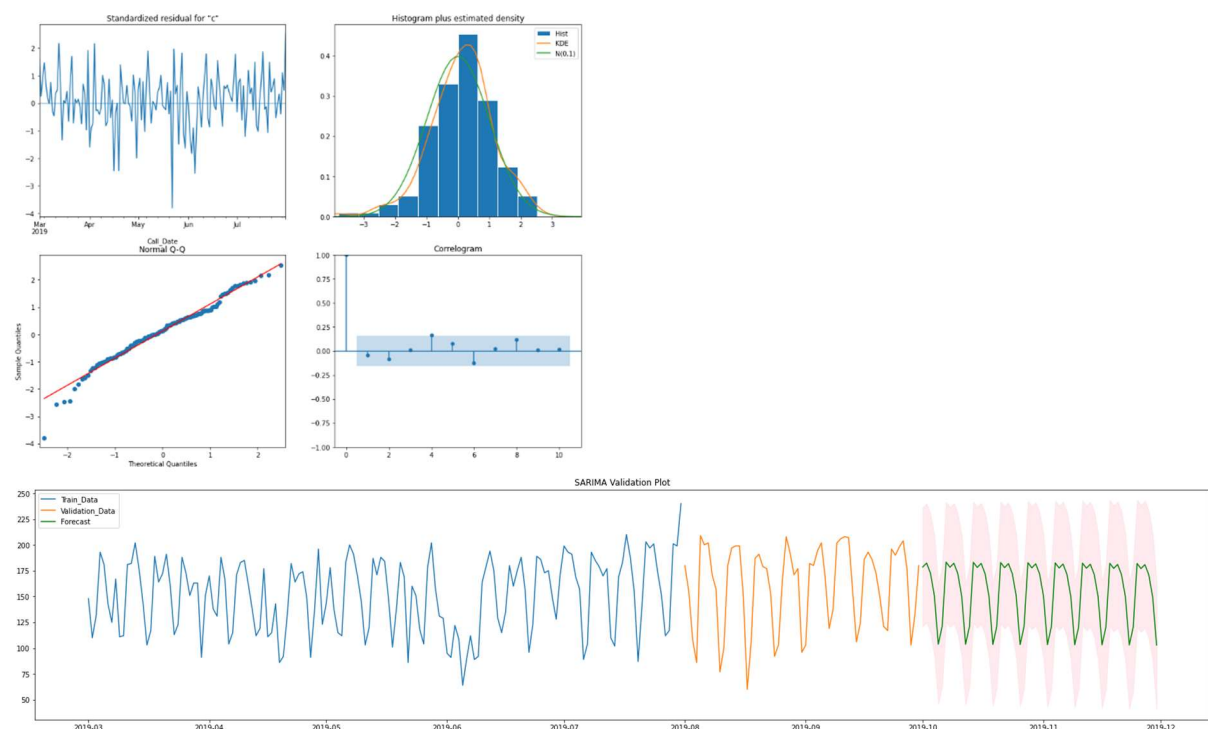 Standardized residual for "c"
2
1
0
−1
−2
−3
−4
Mar
2019
Apr
May
Jun
Jul
Call_Date
Histogram plus estimated density
Hist
KDE
N(0,1)
0.4
0.3
0.2
0.1
0.0
−3 −2 −1 0 1 2 3
Normal Q-Q
Sample Quantiles
2
1
0
−1
−2
−3
−4
−2 −1 0 1 2
Theoretical Quantiles
Correlogram
1.00
0.75
0.50
0.25
0.00
−0.25
−0.50
−0.75
−1.00
0 2 4 6 8 10
SARIMA Validation Plot
Train_Data
Validation_Data
Forecast
250
225
200
175
150
125
100
75
50
2019-03 2019-04 2019-05 2019-06 2019-07 2019-08 2019-09 2019-10 2019-11 2019-12